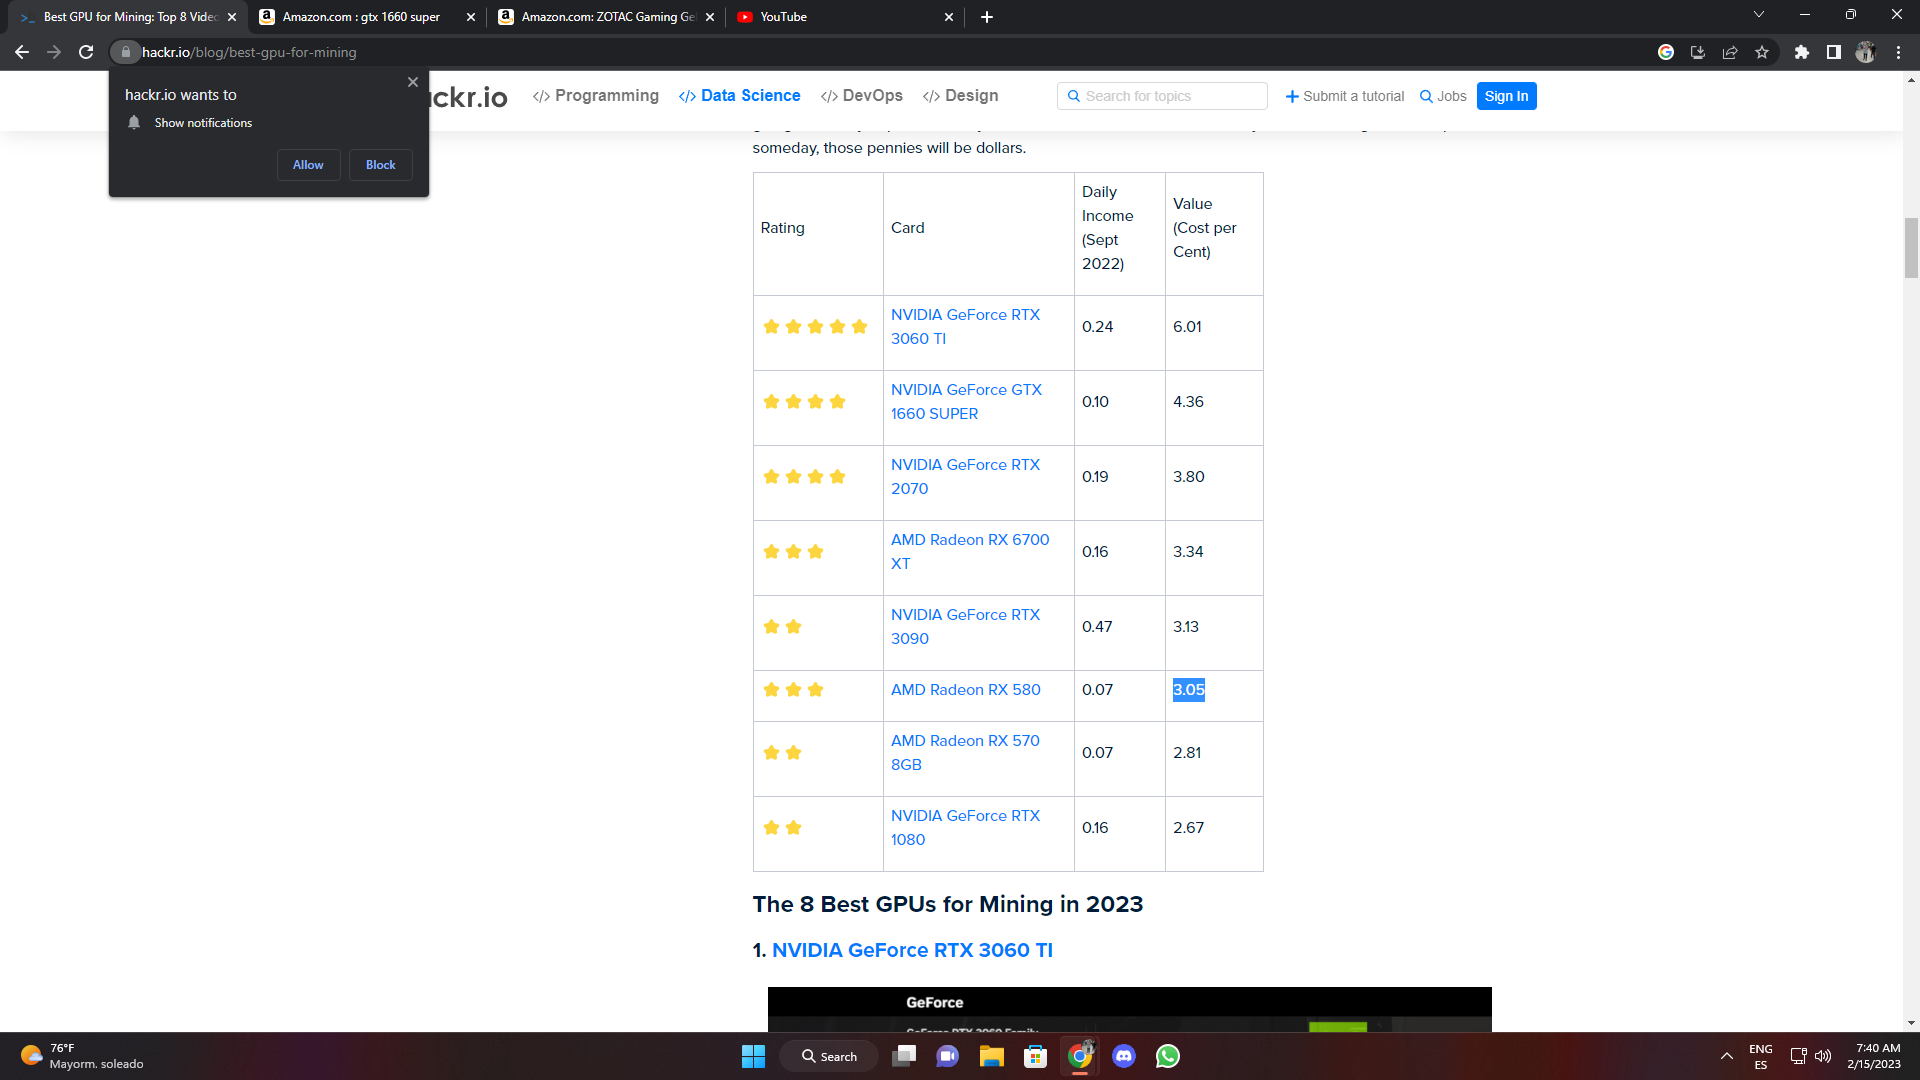 Best GPU for Mining: Top 8 Video
Amazon.com : gtx 1660 super
Amazon.com: ZOTAC Gaming Ge
YouTube
hackr.io/blog/best-gpu-for-mining
hackr.io wants to
Show notifications
Allow
Block
ckr.io
</> Programming
</> Data Science
</> DevOps
</> Design
Search for topics
Submit a tutorial
Jobs
Sign In
someday, those pennies will be dollars.
Rating
Card
Daily
Income
(Sept
2022)
Value
(Cost per
Cent)
NVIDIA GeForce RTX
3060 TI
0.24
6.01
NVIDIA GeForce GTX
1660 SUPER
0.10
4.36
NVIDIA GeForce RTX
2070
0.19
3.80
AMD Radeon RX 6700
XT
0.16
3.34
NVIDIA GeForce RTX
3090
0.47
3.13
AMD Radeon RX 580
0.07
3.05
AMD Radeon RX 570
8GB
0.07
2.81
NVIDIA GeForce RTX
1080
0.16
2.67
The 8 Best GPUs for Mining in 2023
1. NVIDIA GeForce RTX 3060 TI
GeForce
76°F
Mayorm. soleado
Search
ENG
ES
7:40 AM
2/15/2023